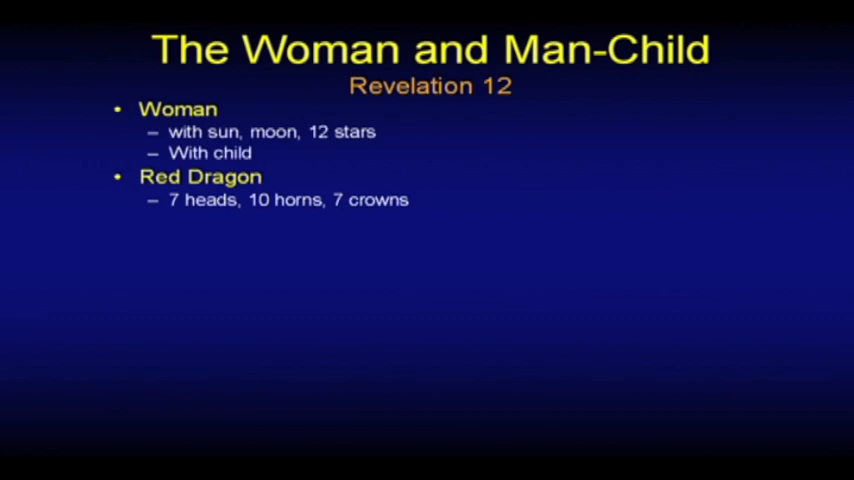 The Woman and Man-Child
Revelation 12
• Woman
– with sun, moon, 12 stars
– With child
• Red Dragon
– 7 heads, 10 horns, 7 crowns